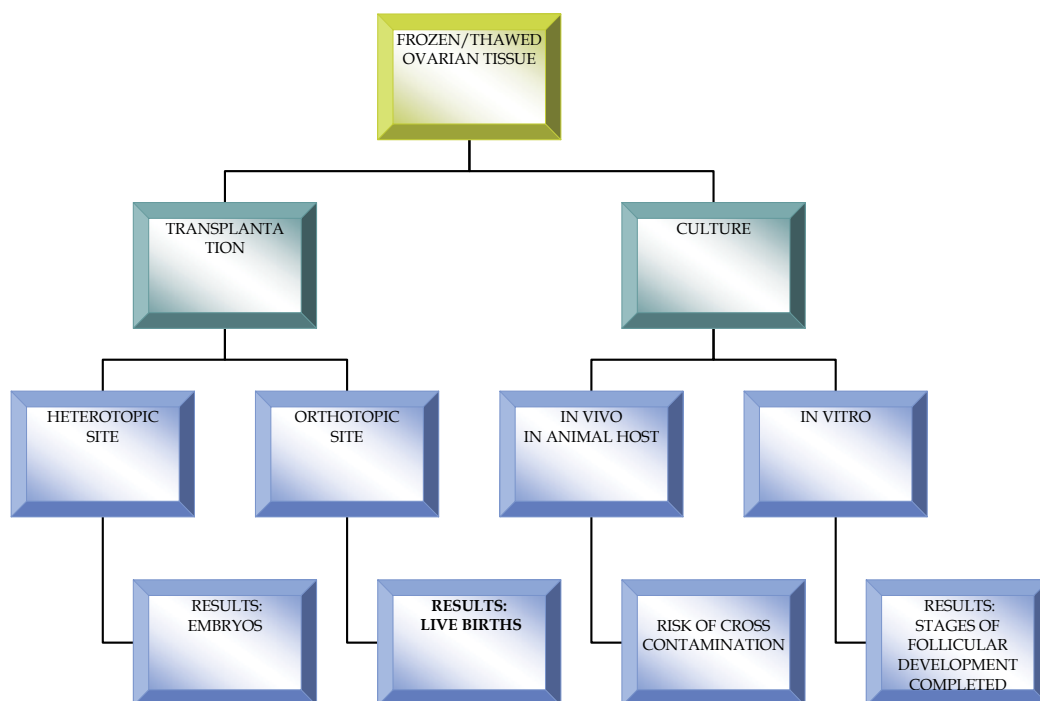 FROZEN/THAWED
OVARIAN TISSUE
TRANSPLANTA
TION
CULTURE
HETEROTOPIC
SITE
ORTHOTOPIC
SITE
IN VIVO
IN ANIMAL HOST
IN VITRO
RESULTS:
EMBRYOS
RESULTS:
LIVE BIRTHS
RISK OF CROSS
CONTAMINATION
RESULTS:
STAGES OF
FOLLICULAR
DEVELOPMENT
COMPLETED